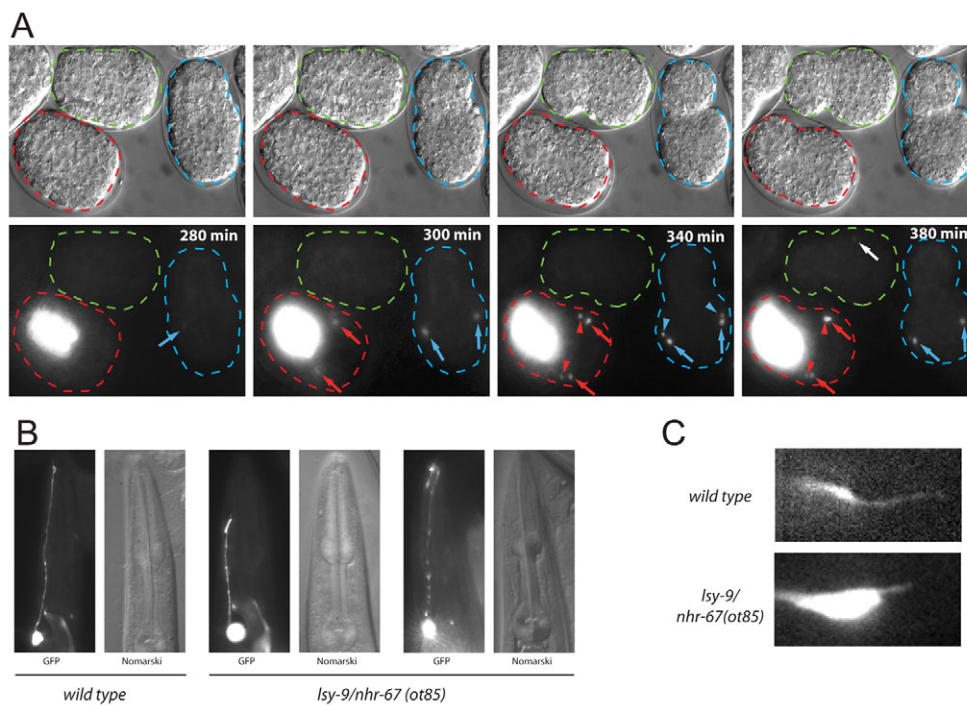 A
280 min
300 min
340 min
380 min
B
C
GFP
Nomarski
GFP
Nomarski
GFP
Nomarski
wild type
lsy-9/nhr-67 (ot85)
wild type
lsy-9/
nhr-67(ot85)